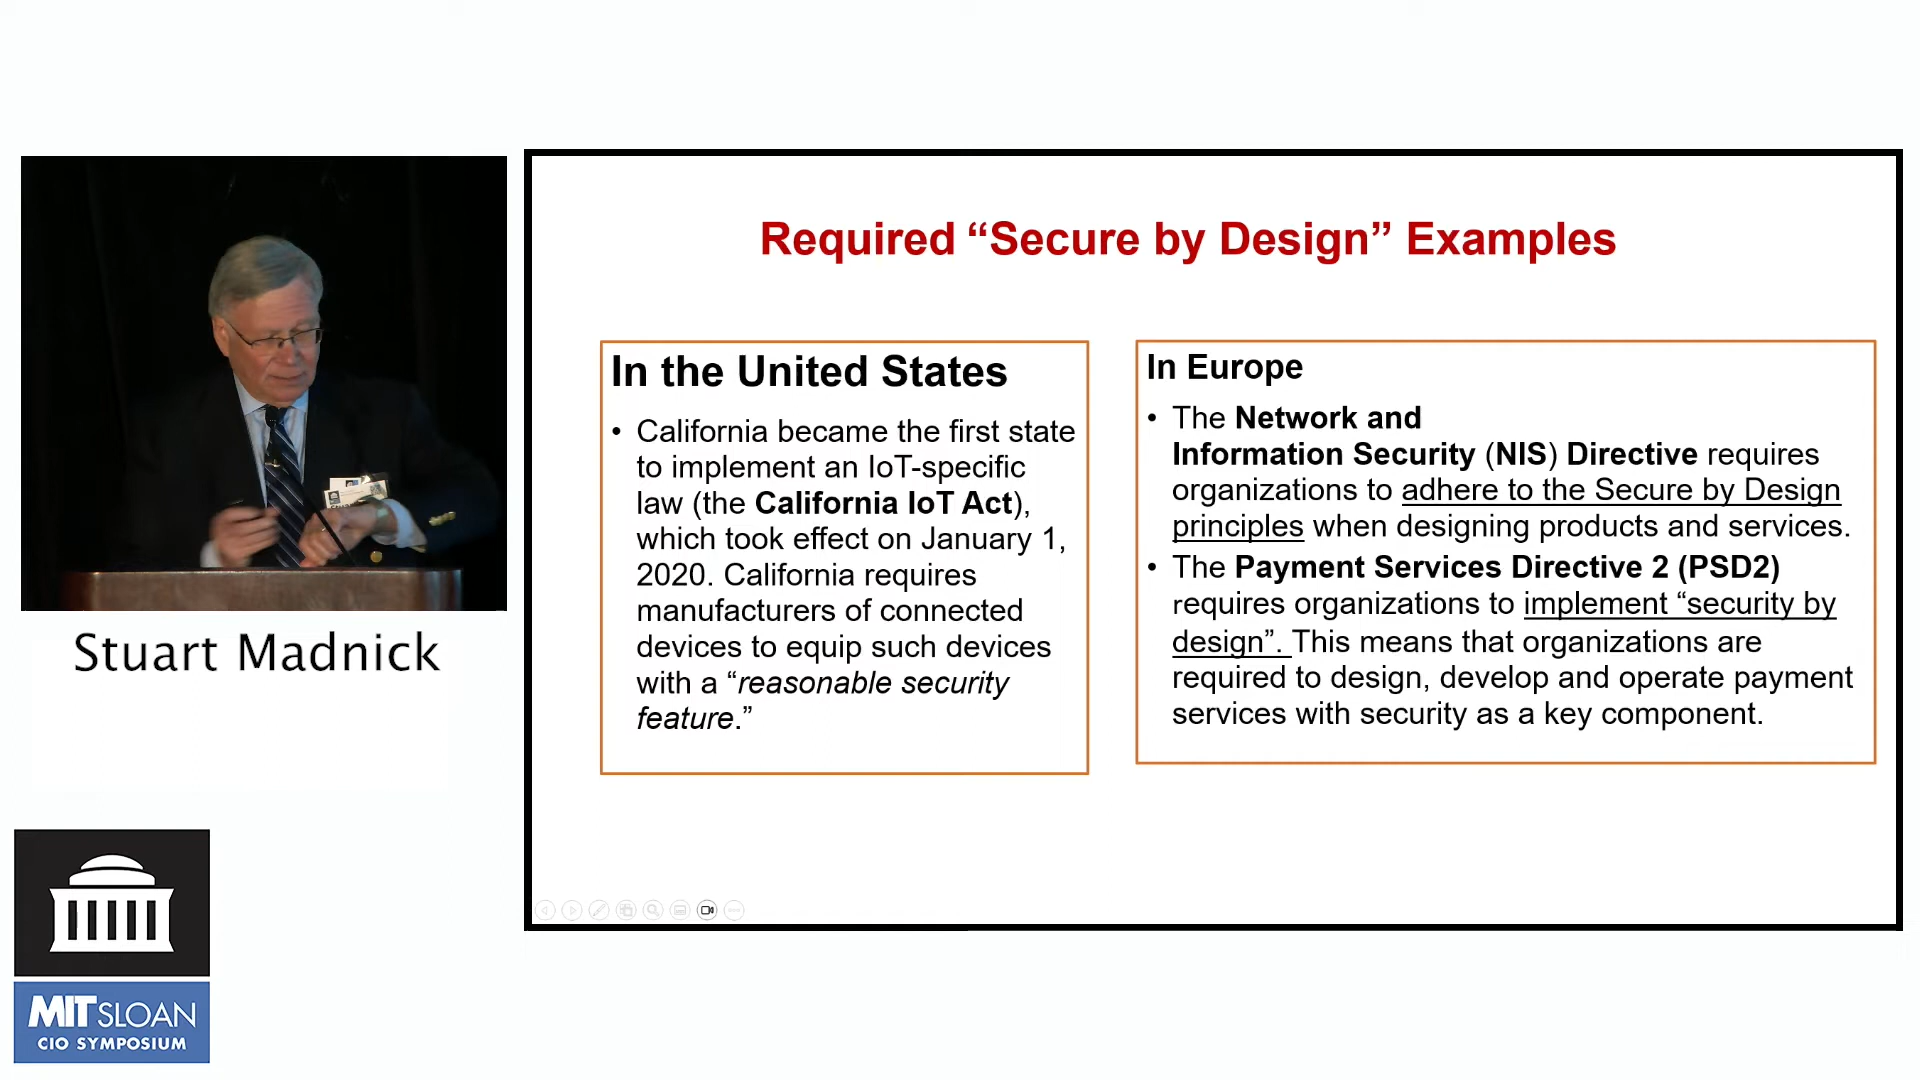 Required “Secure by Design” Examples
Stuart Madnick
MIT SLOAN
CIO SYMPOSIUM
In the United States
• California became the first state
to implement an IoT-specific
law (the California IoT Act),
which took effect on January 1,
2020. California requires
manufacturers of connected
devices to equip such devices
with a “reasonable security
feature.”
In Europe
• The Network and
Information Security (NIS) Directive requires
organizations to adhere to the Secure by Design
principles when designing products and services.
• The Payment Services Directive 2 (PSD2)
requires organizations to implement “security by
design”. This means that organizations are
required to design, develop and operate payment
services with security as a key component.